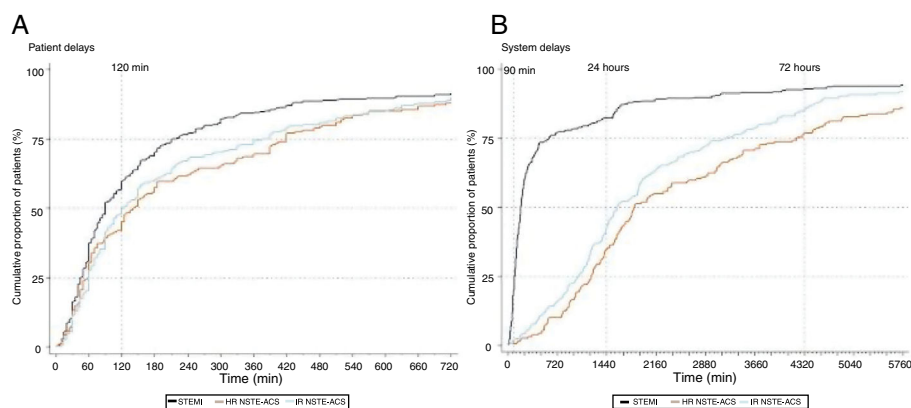 A
Patient delays
120 min
100
75
50
25
0
Cumulative proportion of patients (%)
0 60 120 180 240 300 360 420 480 540 600 660 720
Time (min)
STEMI HR NSTE-ACS IR NSTE-ACS
B
System delays
90 min 24 hours 72 hours
100
75
50
25
0
Cumulative proportion of patients (%)
0 720 1440 2160 2880 3660 4320 5040 5760
Time (min)
STEMI HR NSTE-ACS IR NSTE-ACS